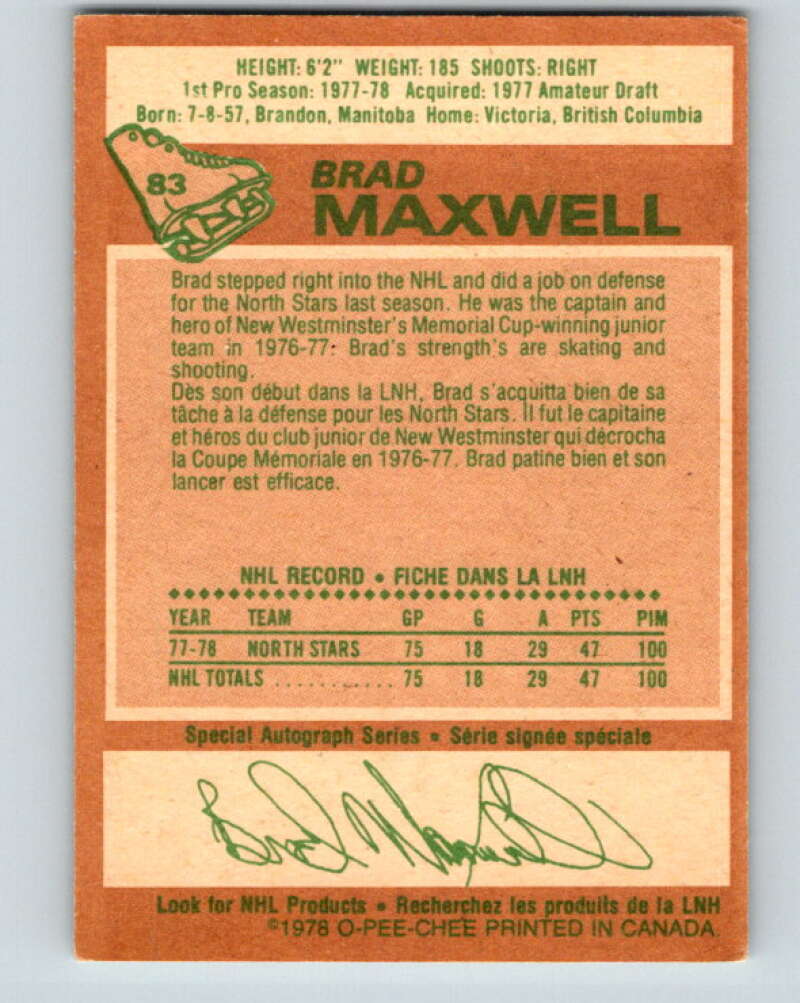 HEIGHT: 6'2" WEIGHT: 185 SHOOTS: RIGHT
1st Pro Season: 1977-78 Acquired: 1977 Amateur Draft
Born: 7-8-57, Brandon, Manitoba Home: Victoria, British Columbia
83
BRAD
MAXWELL
Brad stepped right into the NHL and did a job on defense
for the North Stars last season. He was the captain and
hero of New Westminster's Memorial Cup-winning junior
team in 1976-77. Brad's strength's are skating and
shooting.
Dès son début dans la LNH, Brad s'acquitta bien de sa
tâche à la défense pour les North Stars. Il fut le capitaine
et héros du club junior de New Westminster qui décrocha
la Coupe Mémoriale en 1976-77. Brad patine bien et son
lancer est efficace.
NHL RECORD • FICHE DANS LA LNH
YEAR TEAM GP G A PTS PIM
77-78 NORTH STARS 75 18 29 47 100
NHL TOTALS ............ 75 18 29 47 100
Special Autograph Series • Série signée spéciale
Brad Maxwell
Look for NHL Products • Recherchez les produits de la LNH
©1978 O-PEE-CHEE PRINTED IN CANADA.